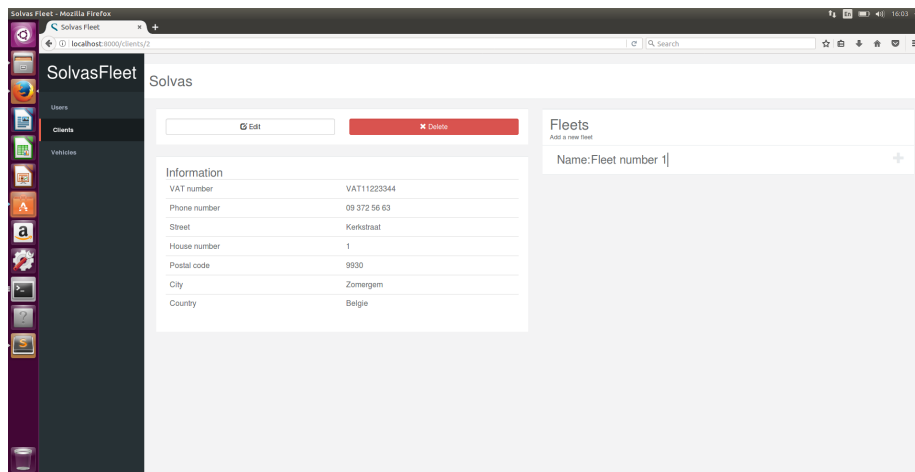 Solvas Fleet - Mozilla Firefox
En
16:03
Solvas Fleet
localhost:8000/clients/2
Search
SolvasFleet
Solvas
Users
Clients
Vehicles
Edit
Delete
Fleets
Add a new fleet
Name:Fleet number 1
Information
VAT number VAT11223344
Phone number 09 372 56 63
Street Kerkstraat
House number 1
Postal code 9930
City Zomergem
Country Belgie